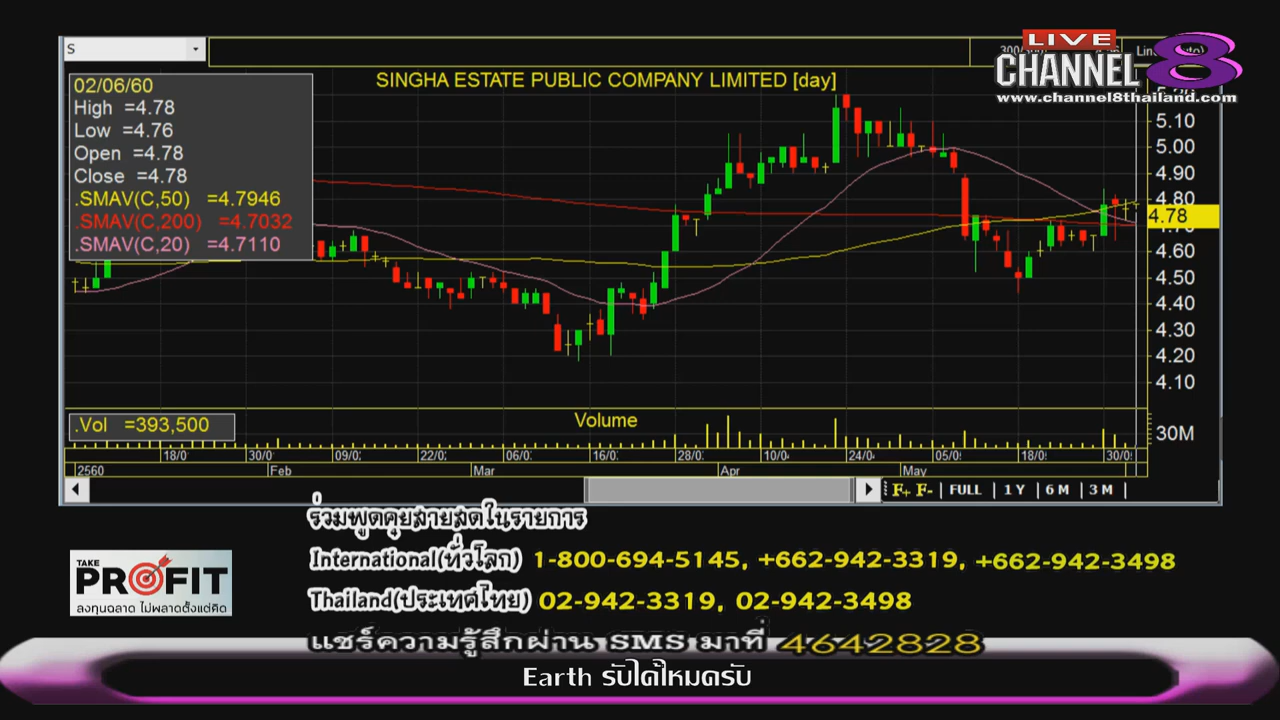 S
LIVE
CHANNEL 8
www.channel8thailand.com
SINGHA ESTATE PUBLIC COMPANY LIMITED [day]
02/06/60
High =4.78
Low =4.76
Open =4.78
Close =4.78
.SMAV(C,50) =4.7946
.SMAV(C,200) =4.7032
.SMAV(C,20) =4.7110
5.10
5.00
4.90
4.80
4.78
4.60
4.50
4.40
4.30
4.20
4.10
.Vol =393,500
Volume
30M
18/0 30/0 09/0 22/0 06/0 16/0 28/0 10/0 24/0 05/0 18/0 30/0
2560 Feb Mar Apr May
F+ F- FULL 1 Y 6 M 3 M
ร่วมพูดคุยสายสดในรายการ
International(ทั่วโลก) 1-800-694-5145, +662-942-3319, +662-942-3498
Thailand(ประเทศไทย) 02-942-3319, 02-942-3498
TAKE PROFIT
ลงทุนฉลาด ไม่พลาดตั้งแต่คิด
แชร์ความรู้สึกผ่าน SMS มาที่ 4642828
Earth รับได้ไหมครับ